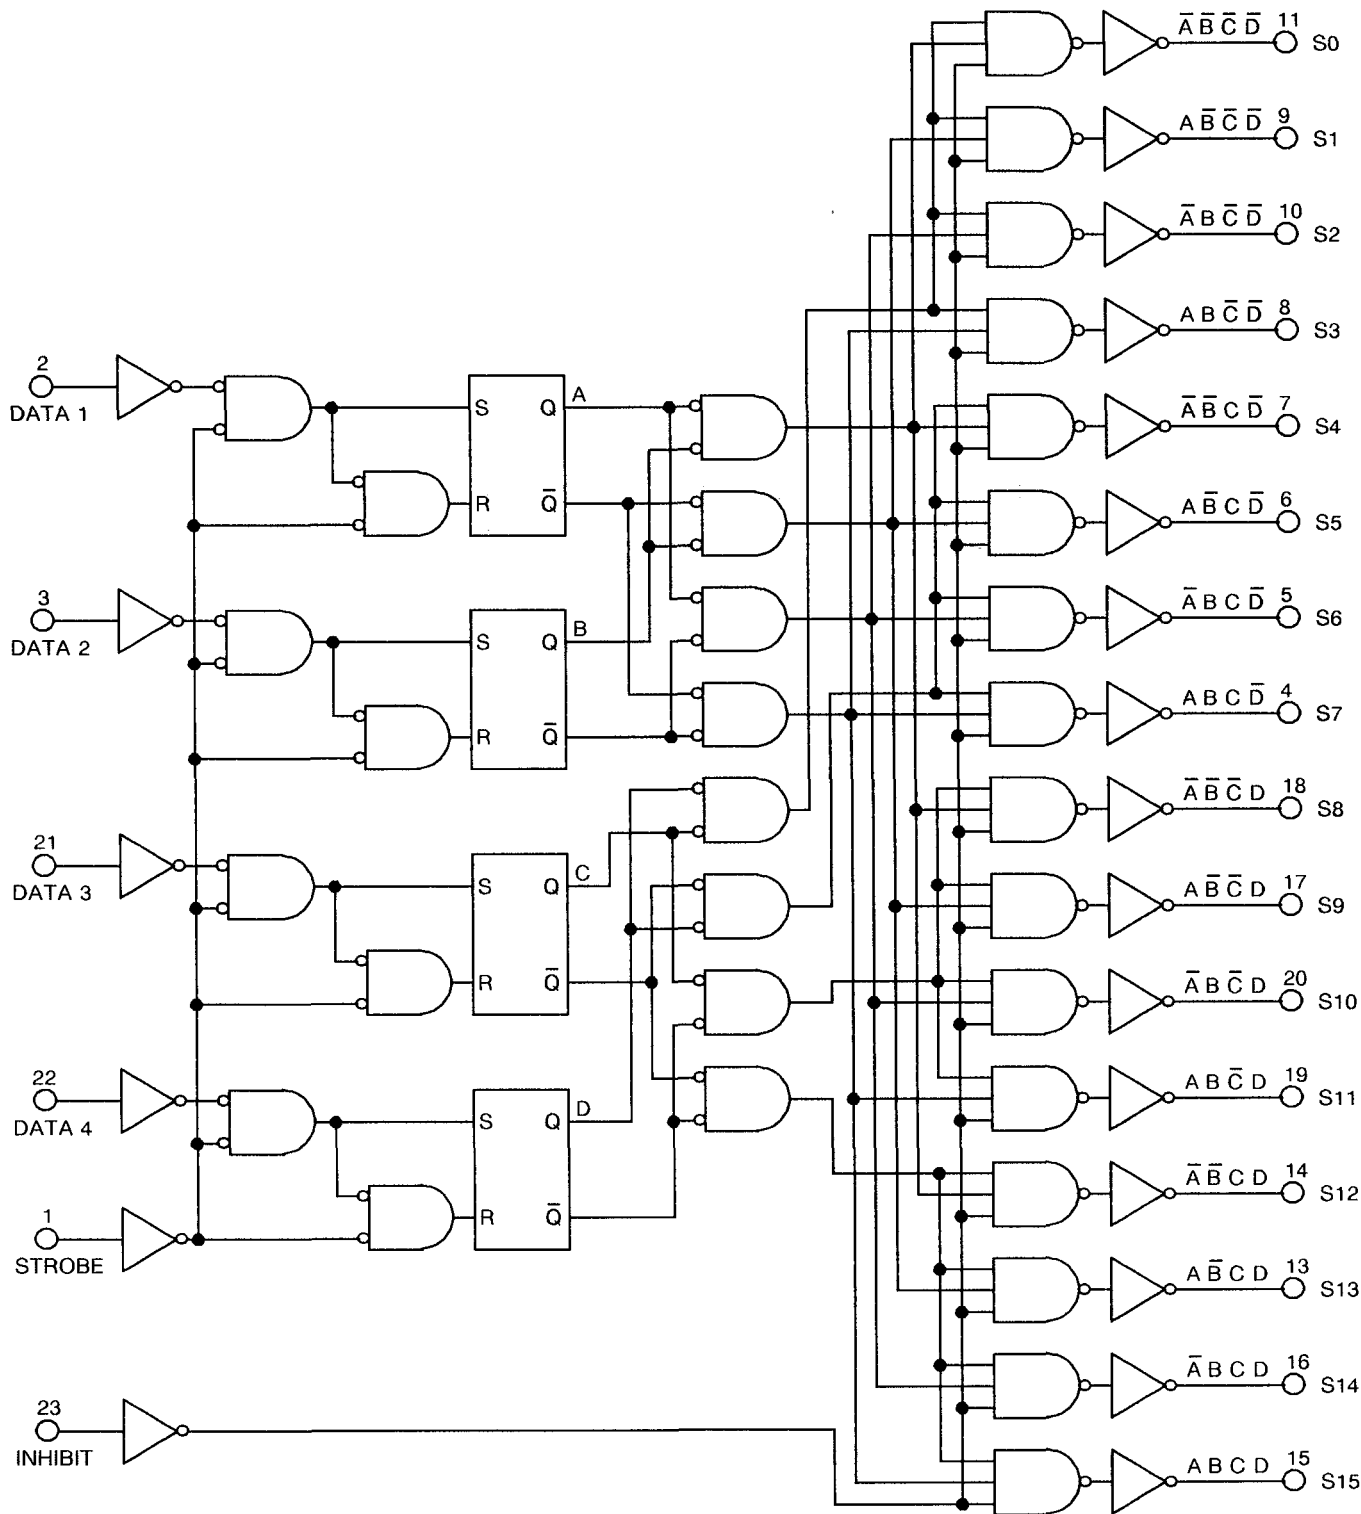 A̅ B̅ C̅ D̅ 11 S0
A B̅ C̅ D̅ 9 S1
A̅ B C̅ D̅ 10 S2
A B C̅ D̅ 8 S3
2
DATA 1
S Q A
R Q̅
A̅ B̅ C D̅ 7 S4
A B̅ C D̅ 6 S5
3
DATA 2
S Q B
R Q̅
A̅ B C D̅ 5 S6
A B C D̅ 4 S7
21
DATA 3
S Q C
R Q̅
A̅ B̅ C̅ D 18 S8
A B̅ C̅ D 17 S9
A̅ B C̅ D 20 S10
22
DATA 4
S Q D
R Q̅
A B C̅ D 19 S11
A̅ B̅ C D 14 S12
1
STROBE
A B̅ C D 13 S13
A̅ B C D 16 S14
23
INHIBIT
A B C D 15 S15